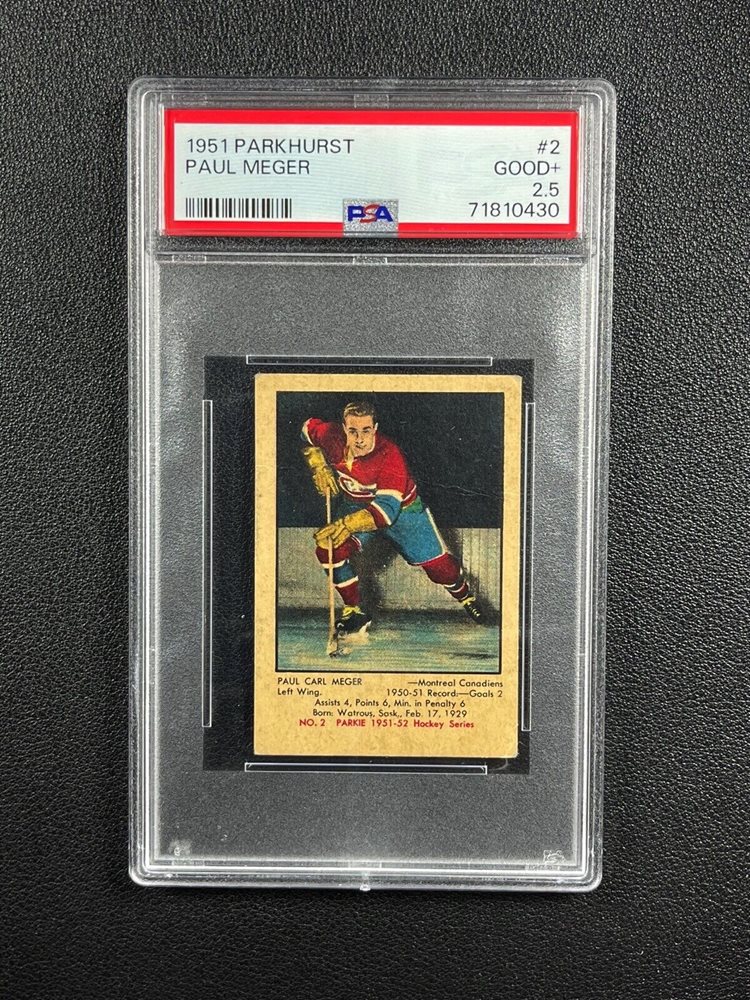 1951 PARKHURST #2
PAUL MEGER GOOD+
2.5
PSA 71810430
PAUL CARL MEGER —Montreal Canadiens
Left Wing. 1950-51 Record:—Goals 2
Assists 4, Points 6, Min. in Penalty 6
Born: Watrous, Sask., Feb. 17, 1929
NO. 2 PARKIE 1951-52 Hockey Series